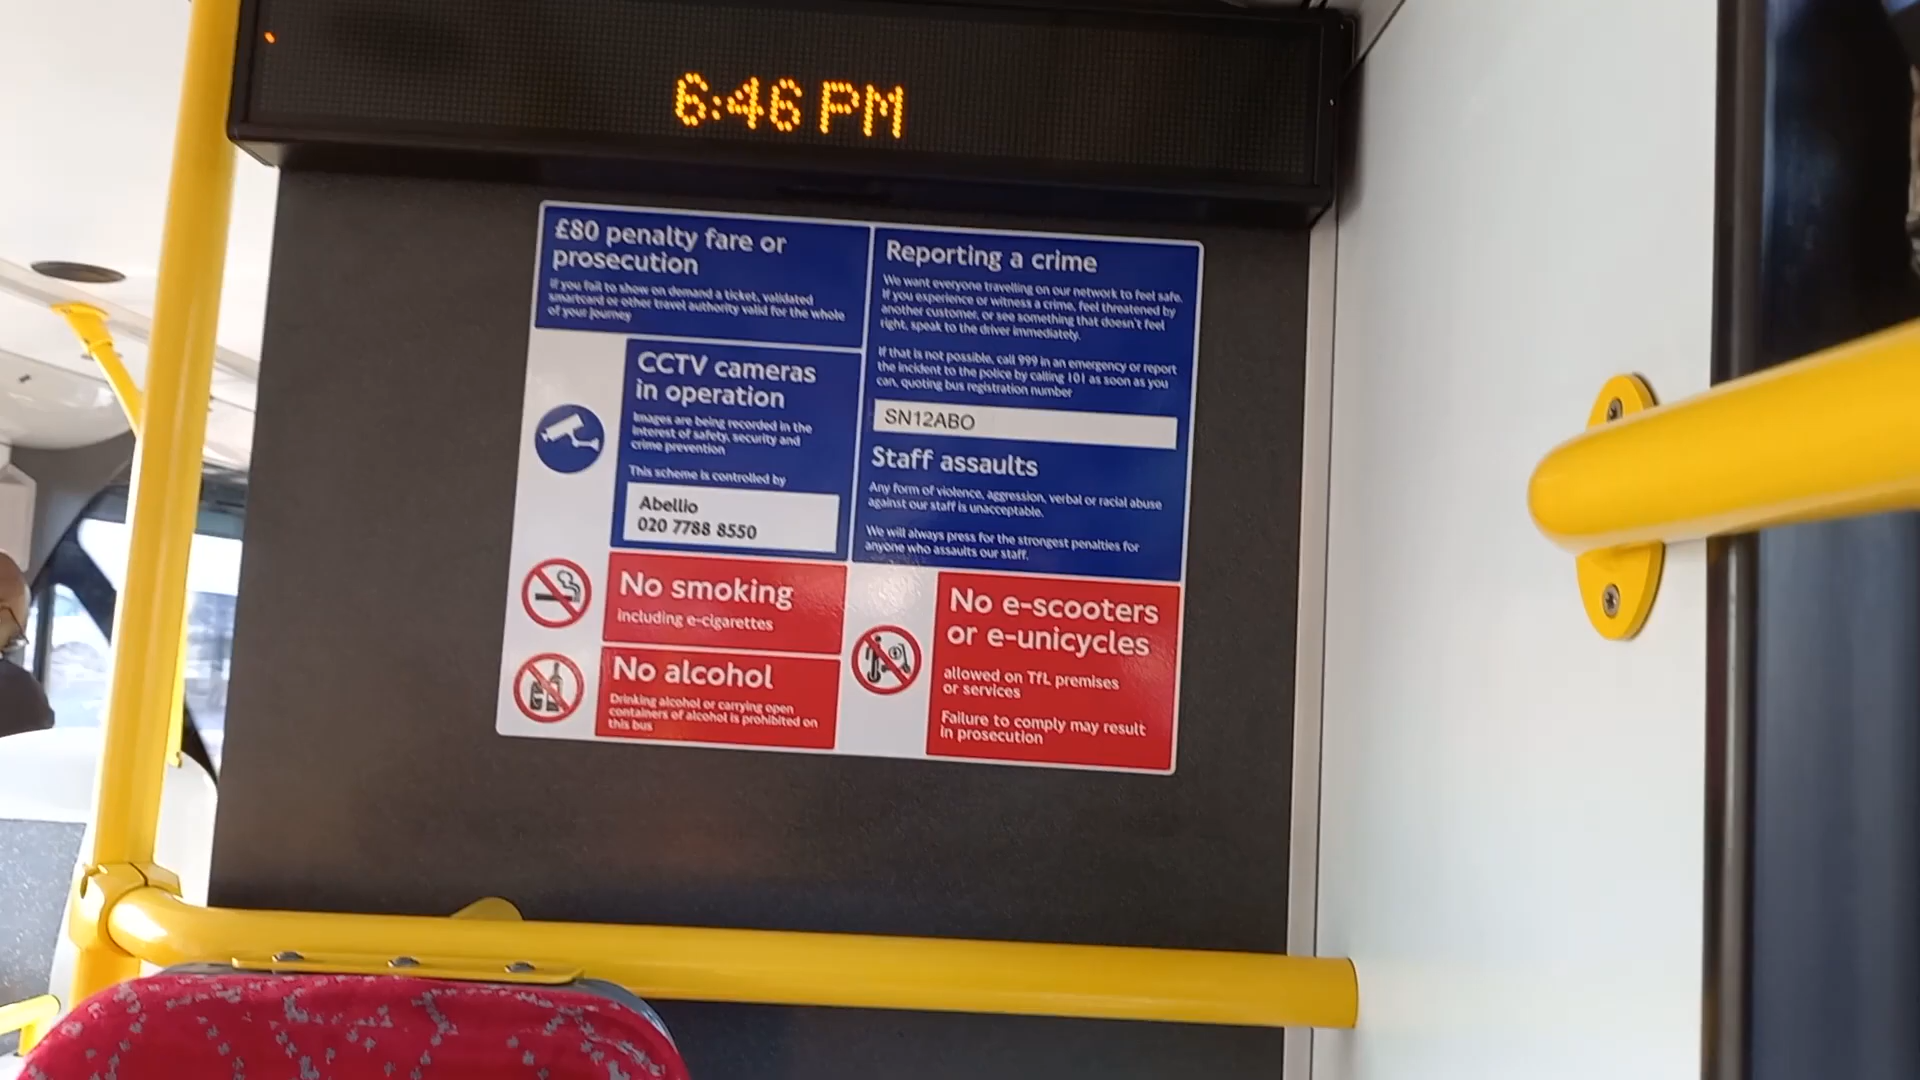 6:46 PM
£80 penalty fare or
prosecution
If you fail to show on demand a ticket, validated
smartcard or other travel authority valid for the whole
of your journey
CCTV cameras
in operation
Images are being recorded in the
interest of safety, security and
crime prevention
This scheme is controlled by
Abellio
020 7788 8550
No smoking
including e-cigarettes
No alcohol
Drinking alcohol or carrying open
containers of alcohol is prohibited on
this bus
Reporting a crime
We want everyone travelling on our network to feel safe.
If you experience or witness a crime, feel threatened by
another customer, or see something that doesn't feel
right, speak to the driver immediately.
If that is not possible, call 999 in an emergency or report
the incident to the police by calling 101 as soon as you
can, quoting bus registration number
SN12ABO
Staff assaults
Any form of violence, aggression, verbal or racial abuse
against our staff is unacceptable.
We will always press for the strongest penalties for
anyone who assaults our staff.
No e-scooters
or e-unicycles
allowed on TfL premises
or services
Failure to comply may result
in prosecution